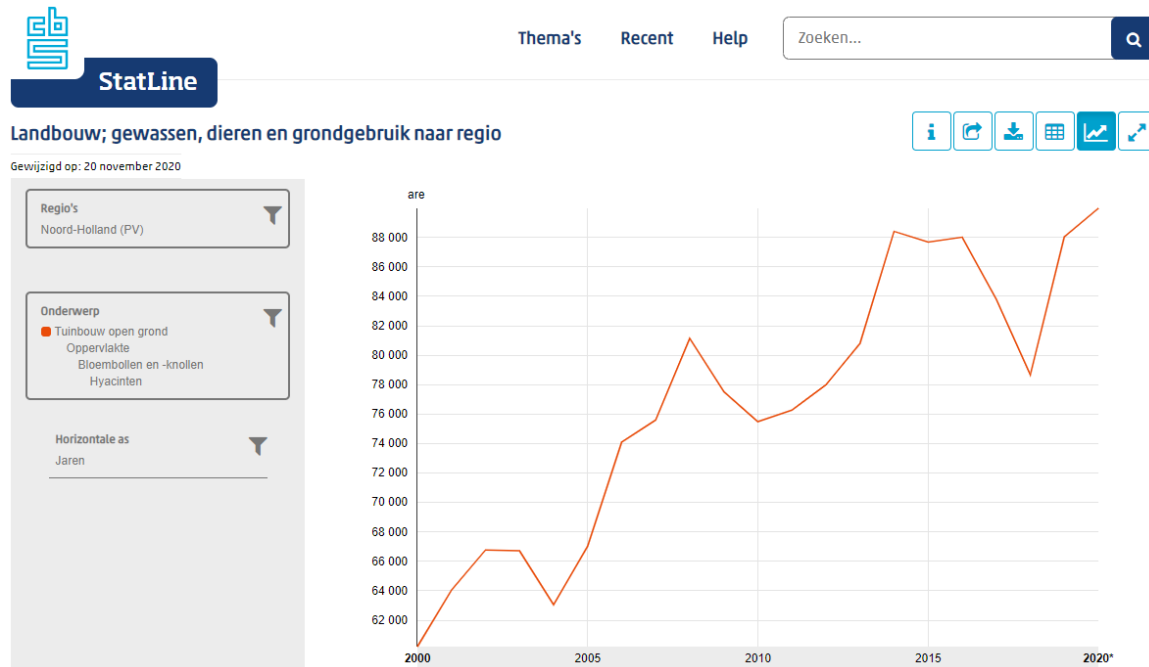 cbs
Thema's Recent Help Zoeken...
StatLine
Landbouw; gewassen, dieren en grondgebruik naar regio
Gewijzigd op: 20 november 2020
Regio's
Noord-Holland (PV)
Onderwerp
Tuinbouw open grond
Oppervlakte
Bloembollen en -knollen
Hyacinten
Horizontale as
Jaren
are
88 000
86 000
84 000
82 000
80 000
78 000
76 000
74 000
72 000
70 000
68 000
66 000
64 000
62 000
2000 2005 2010 2015 2020*